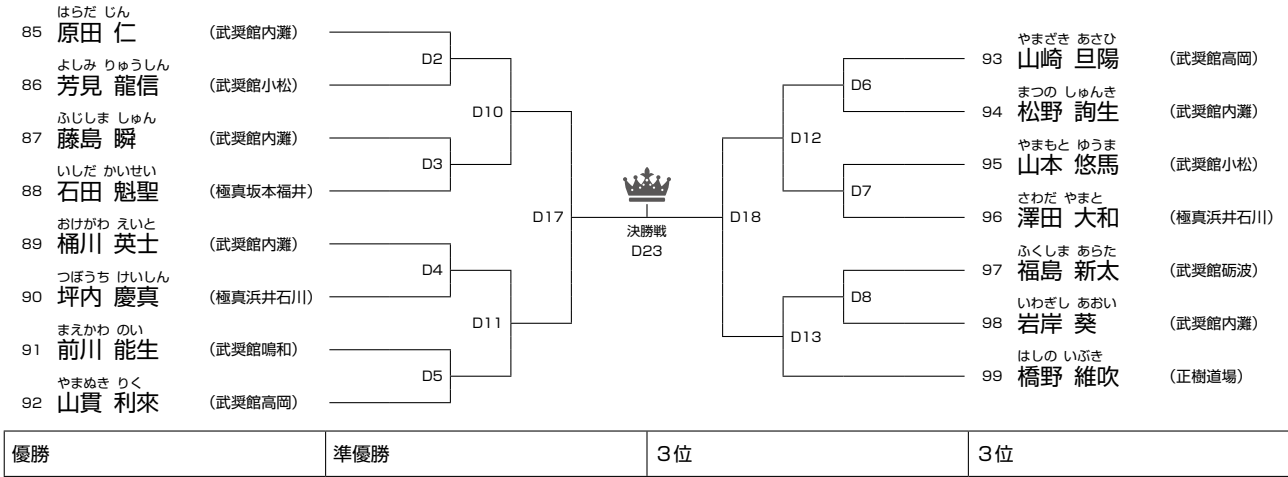 はらだ じん
85 原田 仁 (武奨館内灘)
よしみ りゅうしん
86 芳見 龍信 (武奨館小松)
ふじしま しゅん
87 藤島 瞬 (武奨館内灘)
いしだ かいせい
88 石田 魁聖 (極真坂本福井)
おけがわ えいと
89 桶川 英士 (武奨館内灘)
つぼうち けいしん
90 坪内 慶真 (極真浜井石川)
まえかわ のい
91 前川 能生 (武奨館鳴和)
やまぬき りく
92 山貫 利來 (武奨館高岡)
D2
D3
D4
D5
D10
D11
D17
決勝戦
D23
D18
D12
D13
D6
D7
D8
やまざき あさひ
93 山崎 旦陽 (武奨館高岡)
まつの しゅんき
94 松野 詢生 (武奨館内灘)
やまもと ゆうま
95 山本 悠馬 (武奨館小松)
さわだ やまと
96 澤田 大和 (極真浜井石川)
ふくしま あらた
97 福島 新太 (武奨館砺波)
いわぎし あおい
98 岩岸 葵 (武奨館内灘)
はしの いぶき
99 橋野 維吹 (正樹道場)
優勝 準優勝 3位 3位